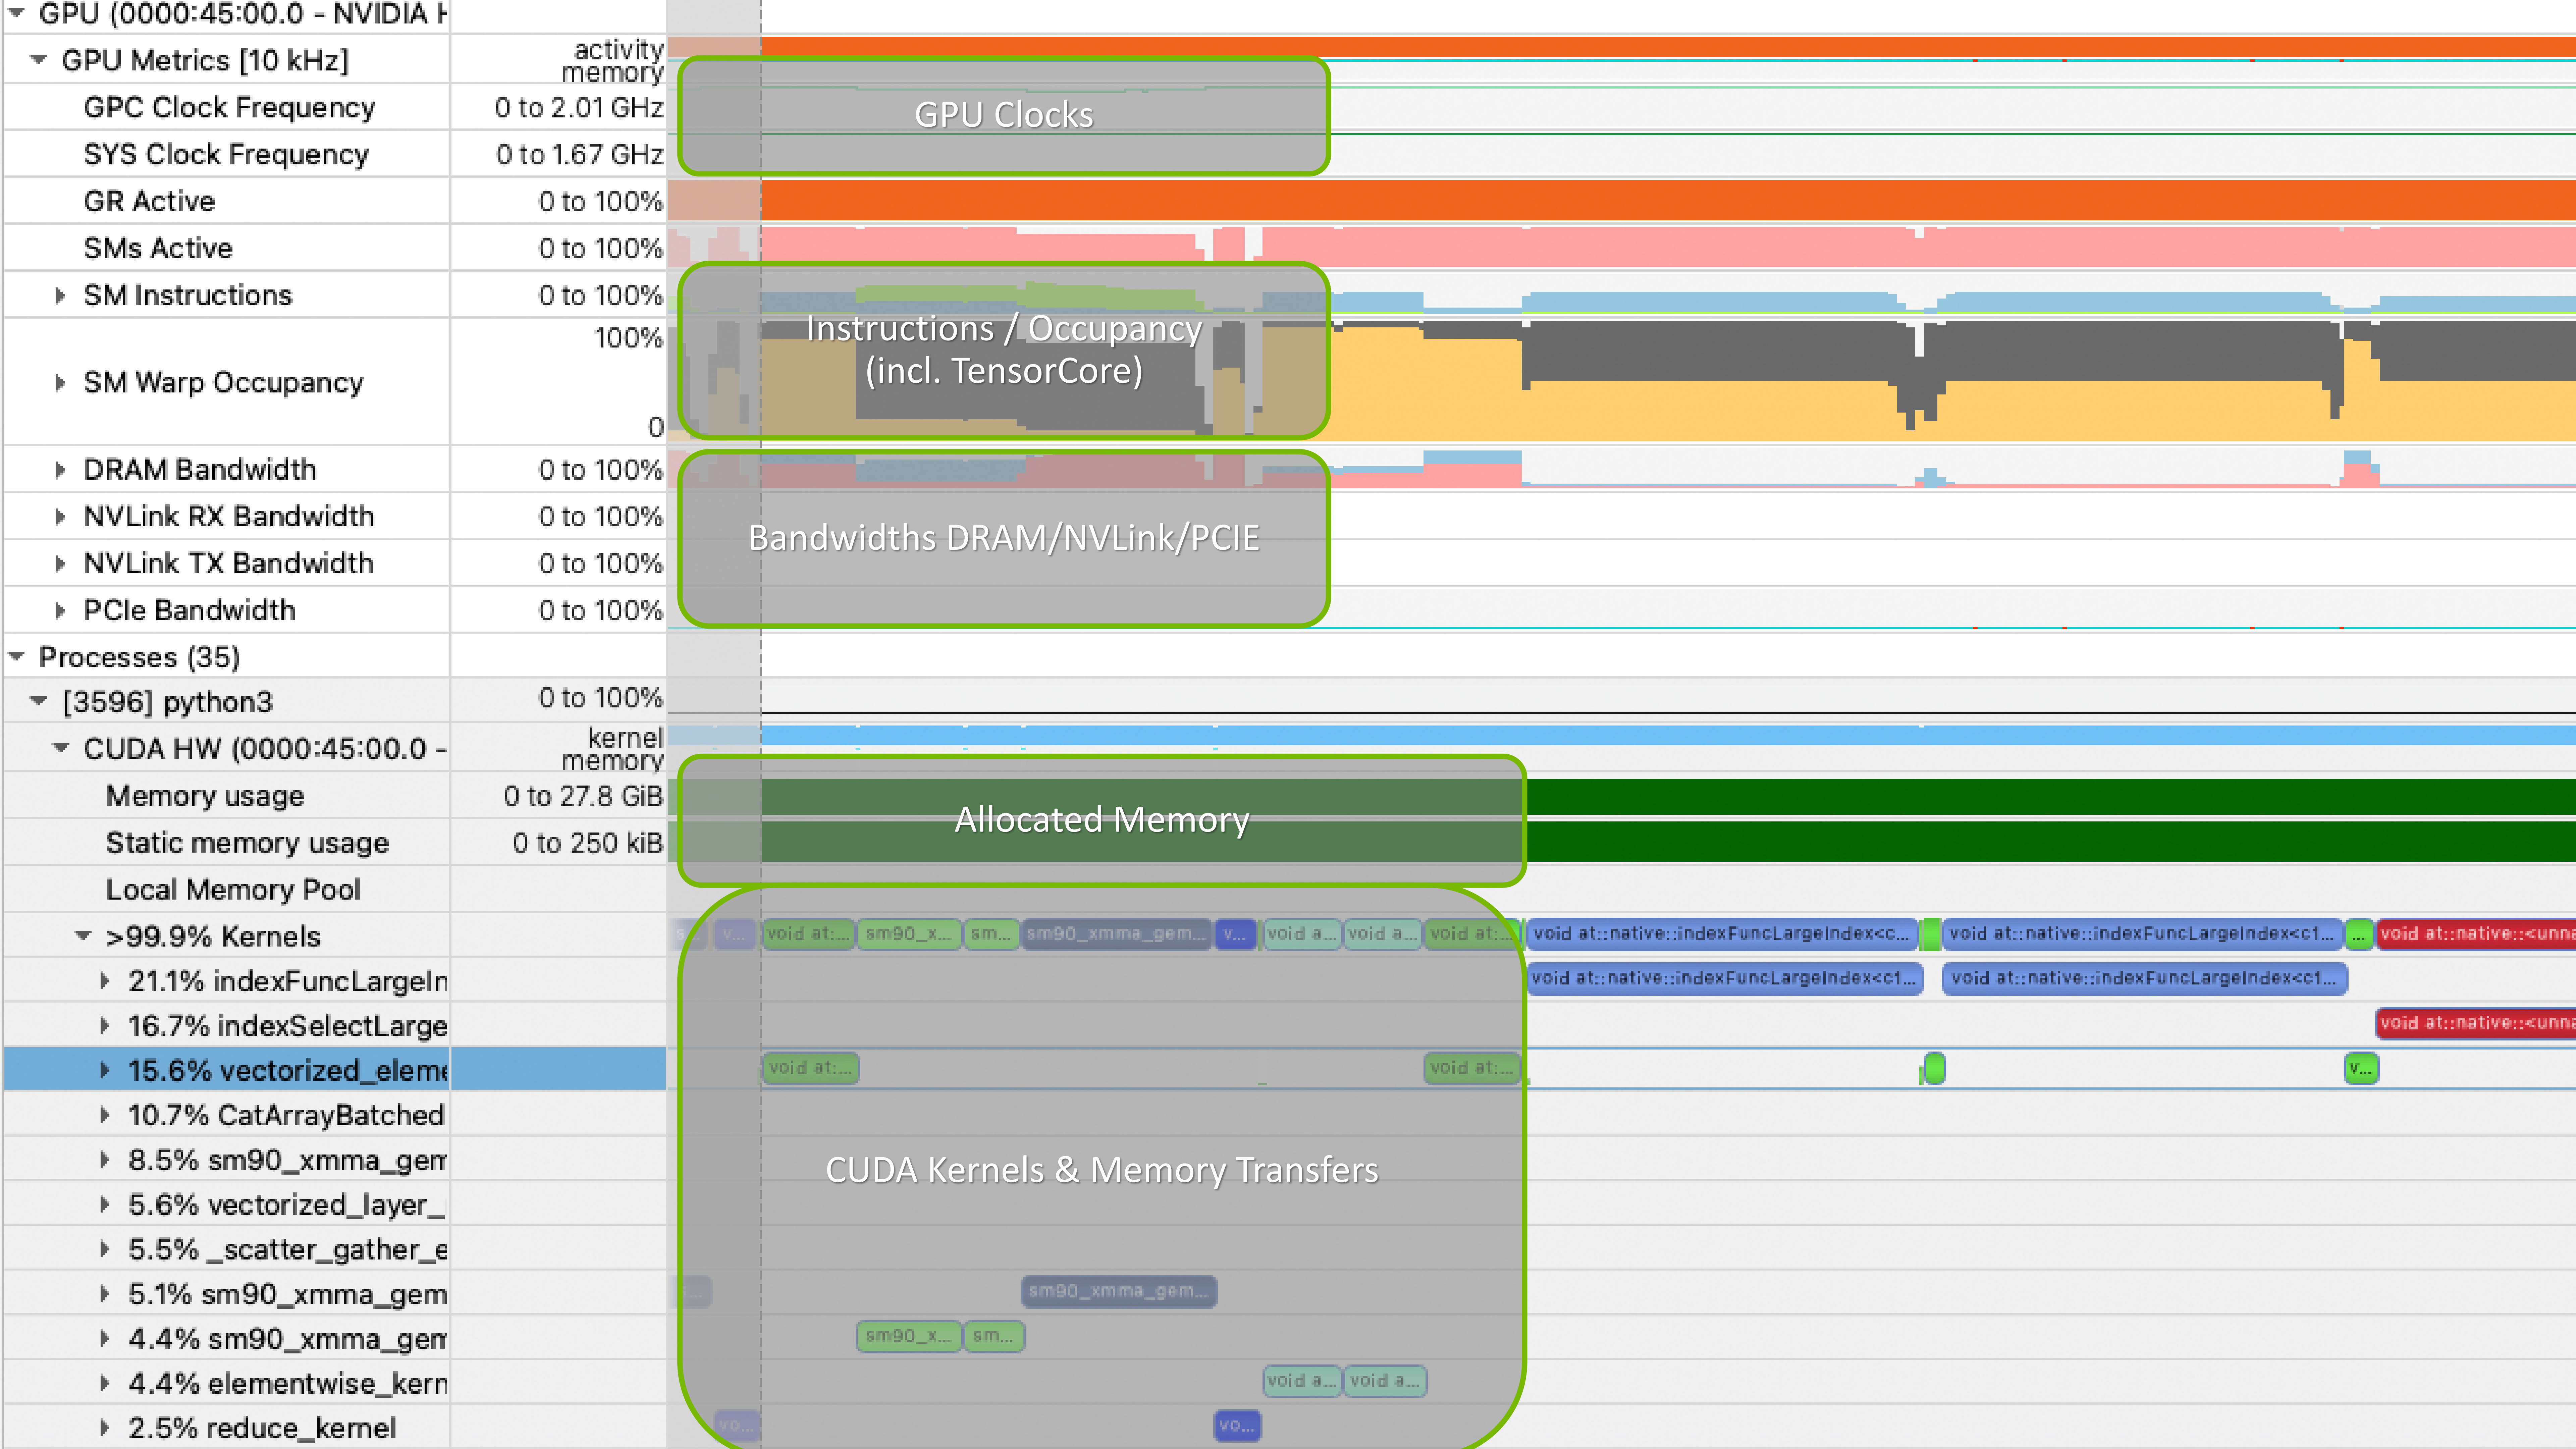 GPU (0000:45:00.0 - NVIDIA H
GPU Metrics [10 kHz]
activity
memory
GPC Clock Frequency
0 to 2.01 GHz
GPU Clocks
SYS Clock Frequency
0 to 1.67 GHz
GR Active
0 to 100%
SMs Active
0 to 100%
SM Instructions
0 to 100%
SM Warp Occupancy
100%
0
Instructions / Occupancy
(incl. TensorCore)
DRAM Bandwidth
0 to 100%
NVLink RX Bandwidth
0 to 100%
Bandwidths DRAM/NVLink/PCIE
NVLink TX Bandwidth
0 to 100%
PCIe Bandwidth
0 to 100%
Processes (35)
[3596] python3
0 to 100%
CUDA HW (0000:45:00.0 -
kernel
memory
Memory usage
0 to 27.8 GiB
Allocated Memory
Static memory usage
0 to 250 kiB
Local Memory Pool
>99.9% Kernels
s...
v...
void at:...
sm90_x...
sm...
sm90_xmma_gem...
v...
void a...
void a...
void at:...
void at::native::indexFuncLargeIndex<c...
void at::native::indexFuncLargeIndex<c1...
...
void at::native::<unna
21.1% indexFuncLargeIn
void at::native::indexFuncLargeIndex<c1...
void at::native::indexFuncLargeIndex<c1...
16.7% indexSelectLarge
void at::native::<unna
15.6% vectorized_eleme
void at:...
void at:...
v...
10.7% CatArrayBatched
8.5% sm90_xmma_gem
CUDA Kernels & Memory Transfers
5.6% vectorized_layer_
5.5% _scatter_gather_e
5.1% sm90_xmma_gem
sm90_xmma_gem...
4.4% sm90_xmma_gem
sm90_x...
sm...
4.4% elementwise_kern
void a...
void a...
2.5% reduce_kernel
vo...
vo...